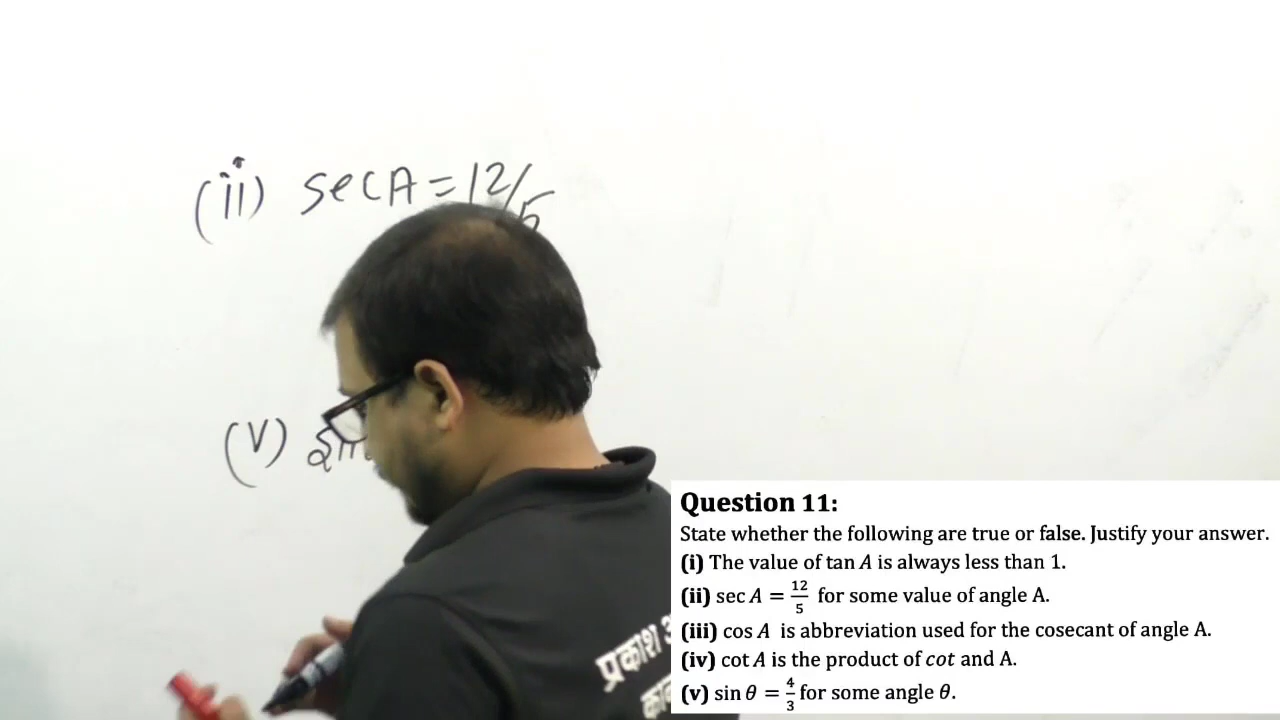 (ii) secA = 12/5
(V)
Question 11:
State whether the following are true or false. Justify your answer.
(i) The value of tan A is always less than 1.
(ii) sec A = 12/5 for some value of angle A.
(iii) cos A is abbreviation used for the cosecant of angle A.
(iv) cot A is the product of cot and A.
(v) sin θ = 4/3 for some angle θ.
प्रकाश